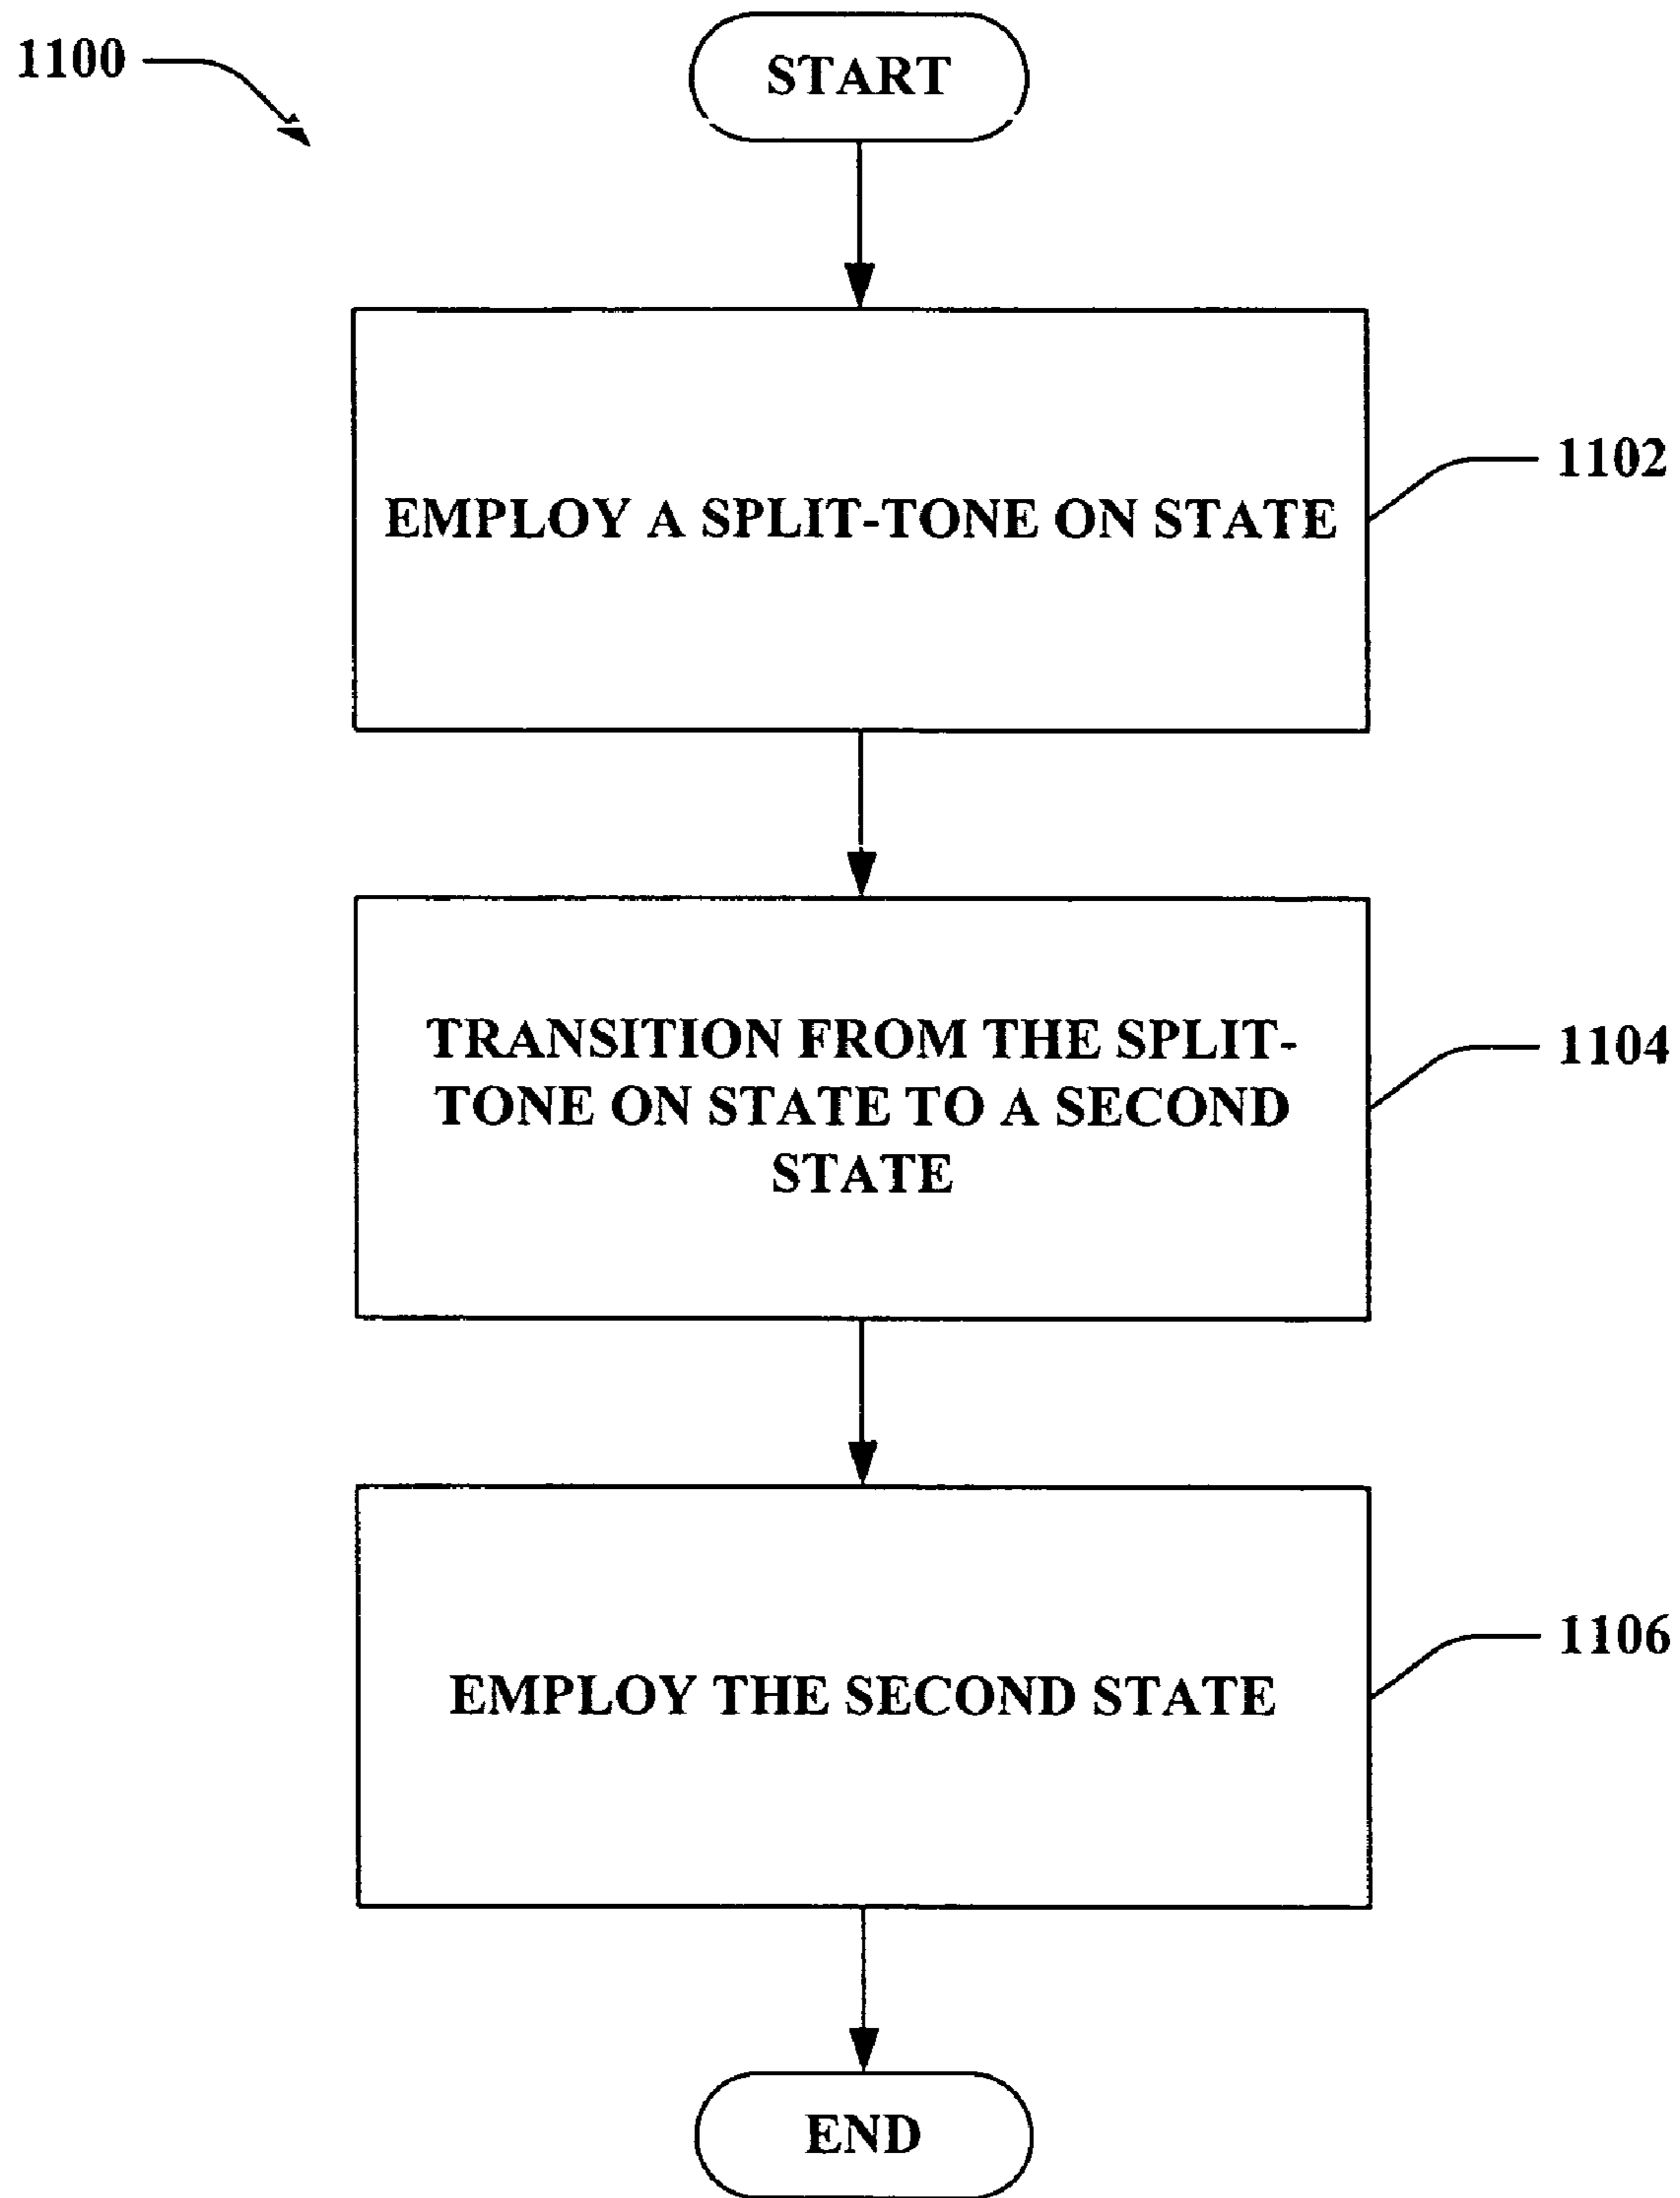 1100
START
EMPLOY A SPLIT-TONE ON STATE
1102
TRANSITION FROM THE SPLIT-
TONE ON STATE TO A SECOND
STATE
1104
EMPLOY THE SECOND STATE
1106
END